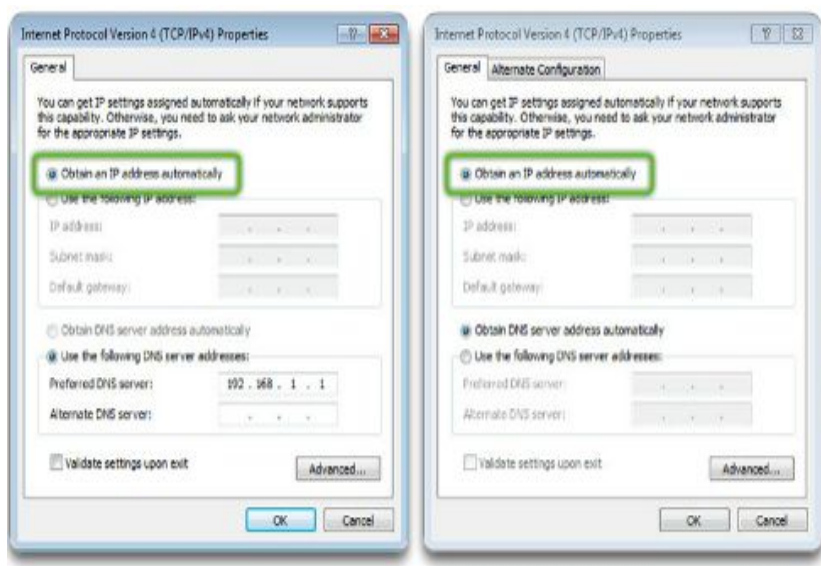 Internet Protocol Version 4 (TCP/IPv4) Properties
General
You can get IP settings assigned automatically if your network supports
this capability. Otherwise, you need to ask your network administrator
for the appropriate IP settings.
Obtain an IP address automatically
Use the following IP address:
IP address:
Subnet mask:
Default gateway:
Obtain DNS server address automatically
Use the following DNS server addresses:
Preferred DNS server: 192 . 168 . 1 . 1
Alternate DNS server:
Validate settings upon exit
Advanced...
OK Cancel
Internet Protocol Version 4 (TCP/IPv4) Properties
General Alternate Configuration
You can get IP settings assigned automatically if your network supports
this capability. Otherwise, you need to ask your network administrator
for the appropriate IP settings.
Obtain an IP address automatically
Use the following IP address:
IP address:
Subnet mask:
Default gateway:
Obtain DNS server address automatically
Use the following DNS server addresses:
Preferred DNS server:
Alternate DNS server:
Validate settings upon exit
Advanced...
OK Cancel